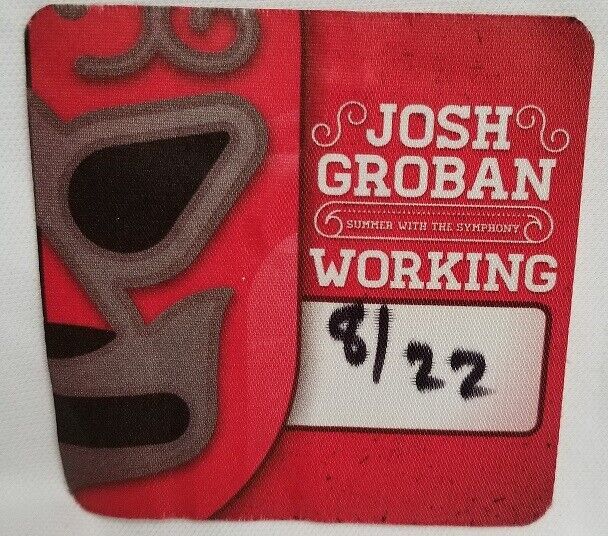 JOSH
GROBAN
SUMMER WITH THE SYMPHONY
WORKING
8/22